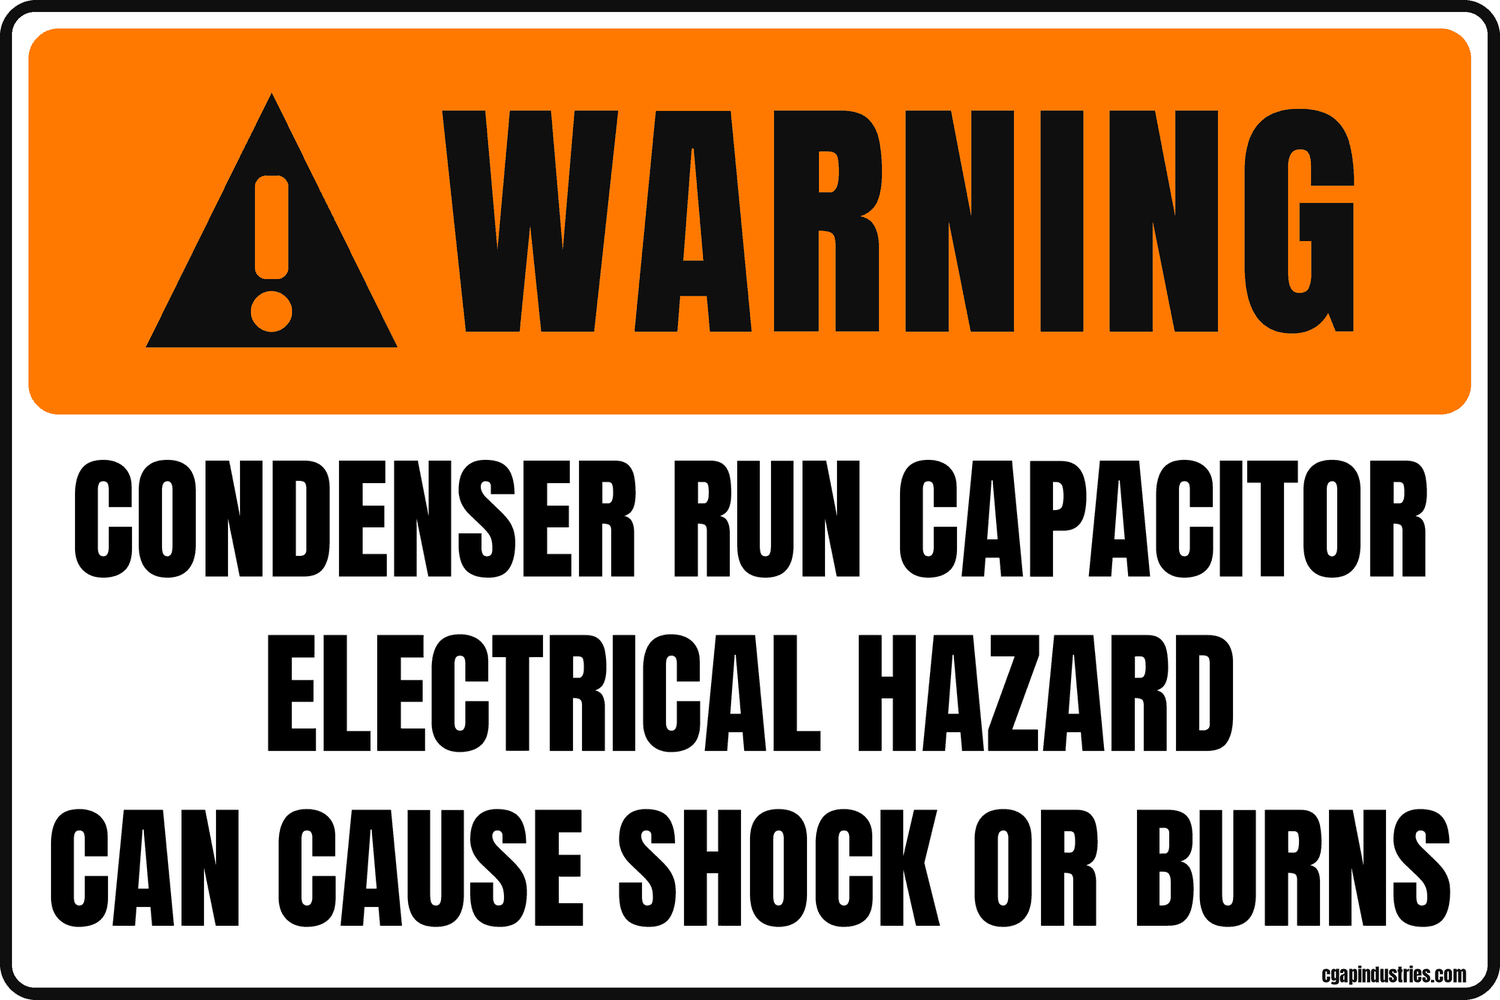 WARNING
CONDENSER RUN CAPACITOR
ELECTRICAL HAZARD
CAN CAUSE SHOCK OR BURNS
cgapindustries.com